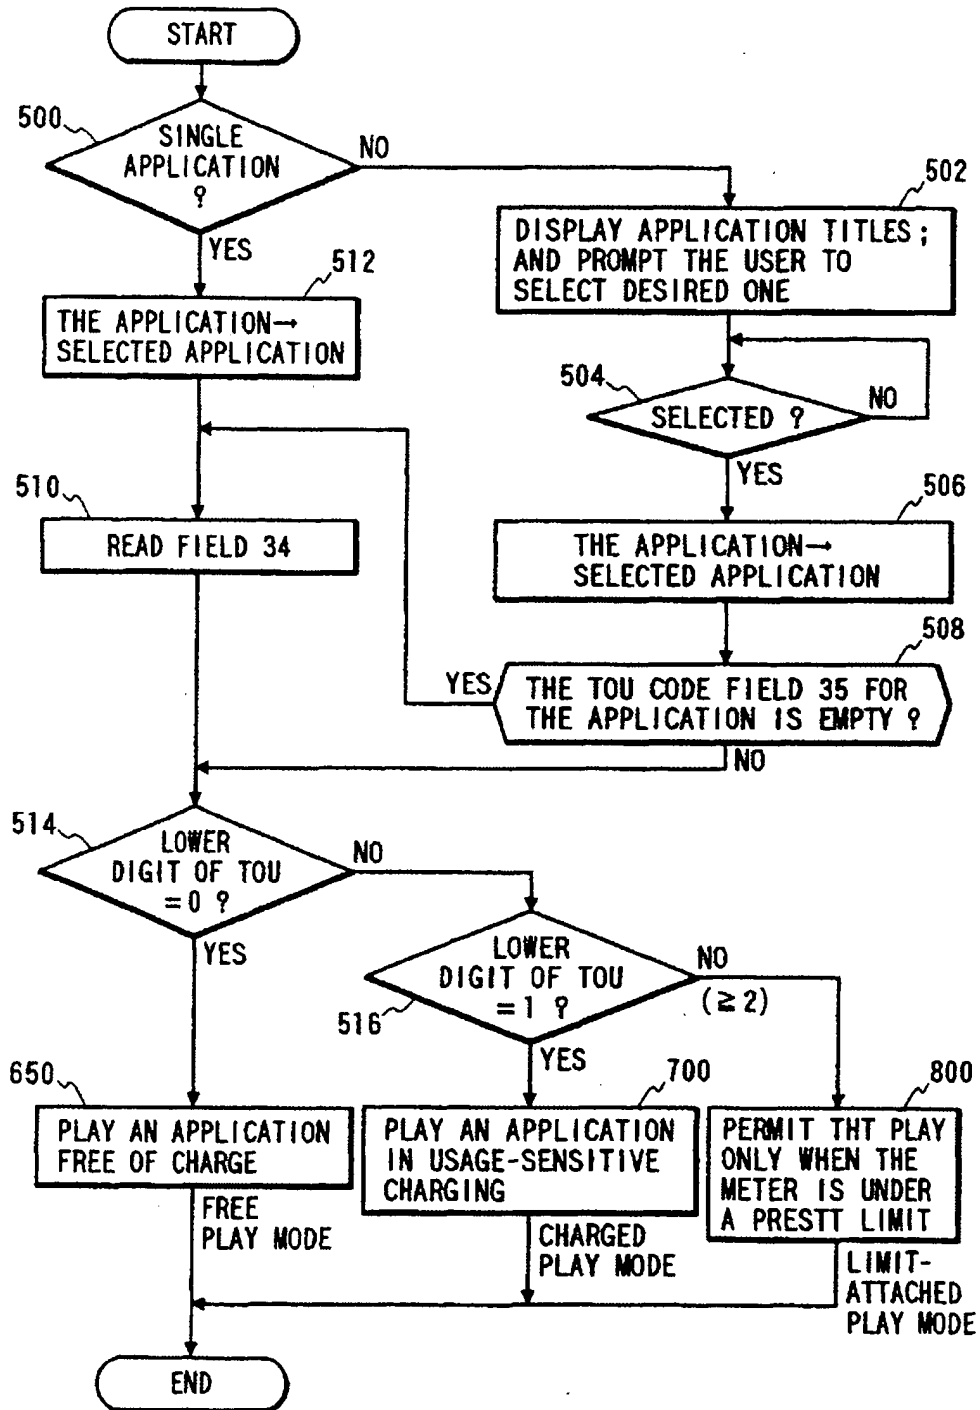 START
500
SINGLE
APPLICATION
?
NO
YES
502
DISPLAY APPLICATION TITLES;
AND PROMPT THE USER TO
SELECT DESIRED ONE
512
THE APPLICATION→
SELECTED APPLICATION
504
SELECTED ?
NO
YES
510
READ FIELD 34
506
THE APPLICATION→
SELECTED APPLICATION
508
THE TOU CODE FIELD 35 FOR
THE APPLICATION IS EMPTY ?
YES
NO
514
LOWER
DIGIT OF TOU
=0 ?
NO
YES
516
LOWER
DIGIT OF TOU
=1 ?
NO
(≧2)
YES
650
PLAY AN APPLICATION
FREE OF CHARGE
FREE
PLAY MODE
700
PLAY AN APPLICATION
IN USAGE-SENSITIVE
CHARGING
CHARGED
PLAY MODE
800
PERMIT THT PLAY
ONLY WHEN THE
METER IS UNDER
A PRESTT LIMIT
LIMIT-
ATTACHED
PLAY MODE
END